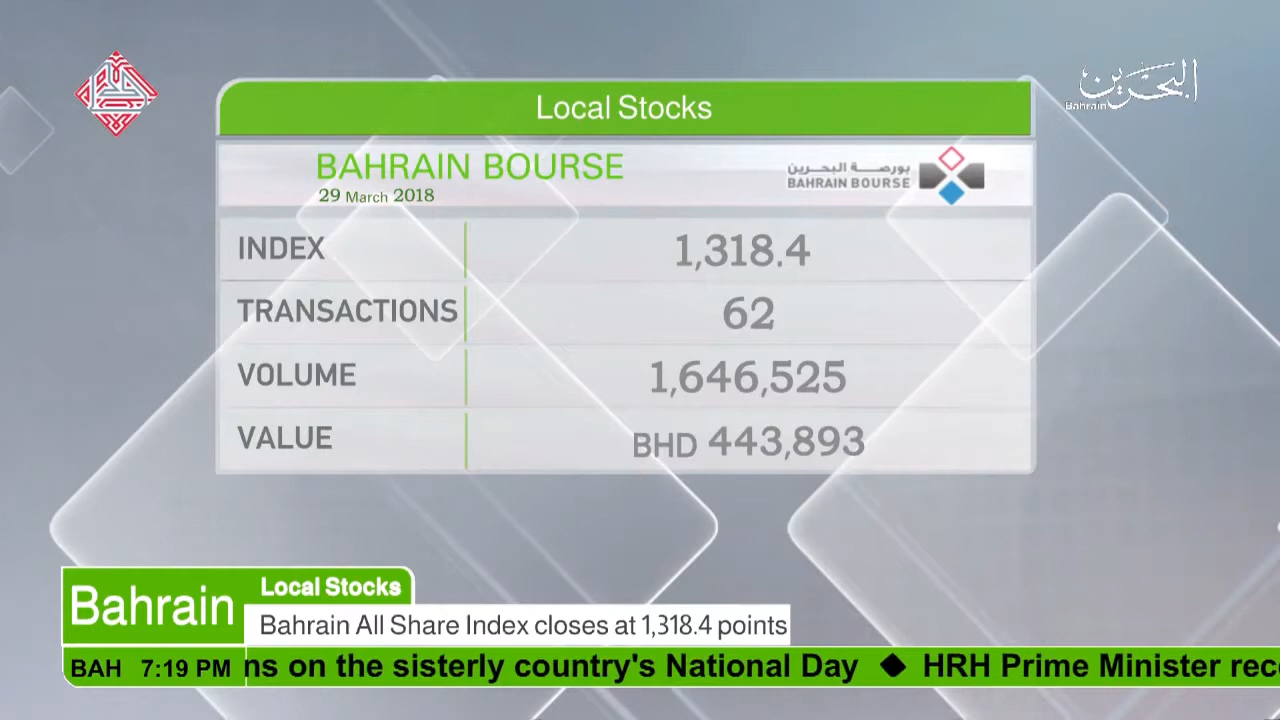 البحرين
Bahrain
Local Stocks
BAHRAIN BOURSE
29 March 2018
بورصة البحرين
BAHRAIN BOURSE
INDEX 1,318.4
TRANSACTIONS 62
VOLUME 1,646,525
VALUE BHD 443,893
Bahrain
Local Stocks
Bahrain All Share Index closes at 1,318.4 points
BAH 7:19 PM ns on the sisterly country's National Day ◆ HRH Prime Minister rec